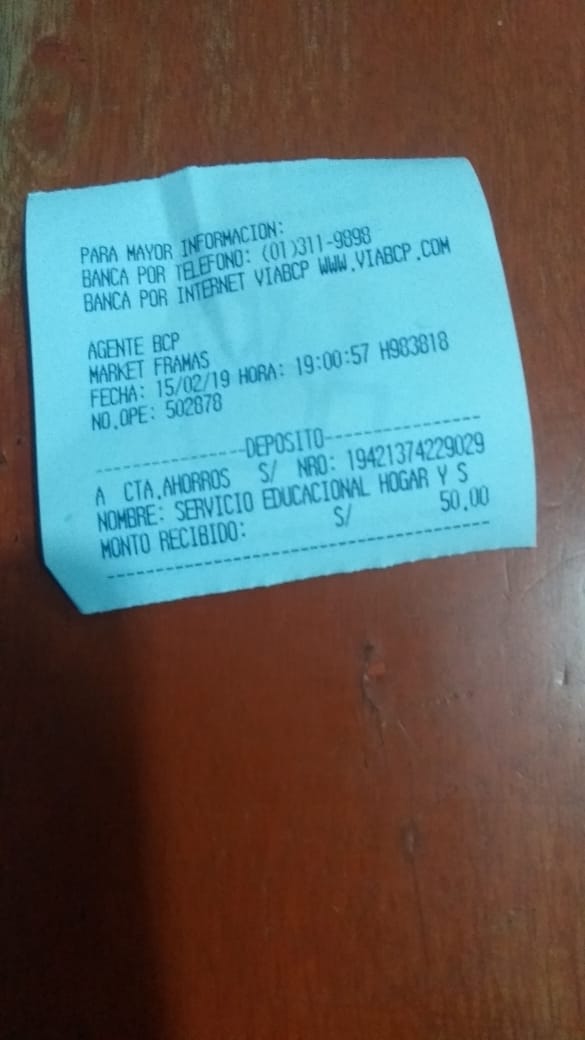 PARA MAYOR INFORMACION:
BANCA POR TELEFONO: (01)311-9898
BANCA POR INTERNET VIABCP WWW.VIABCP.COM
AGENTE BCP
MARKET FRAMAS
FECHA: 15/02/19 HORA: 19:00:57 H983818
NO.OPE: 502878
---------------------DEPOSITO---------------------
A CTA.AHORROS S/ NRO: 19421374229029
NOMBRE: SERVICIO EDUCACIONAL HOGAR Y S
MONTO RECIBIDO: S/ 50.00
--------------------------------------------------